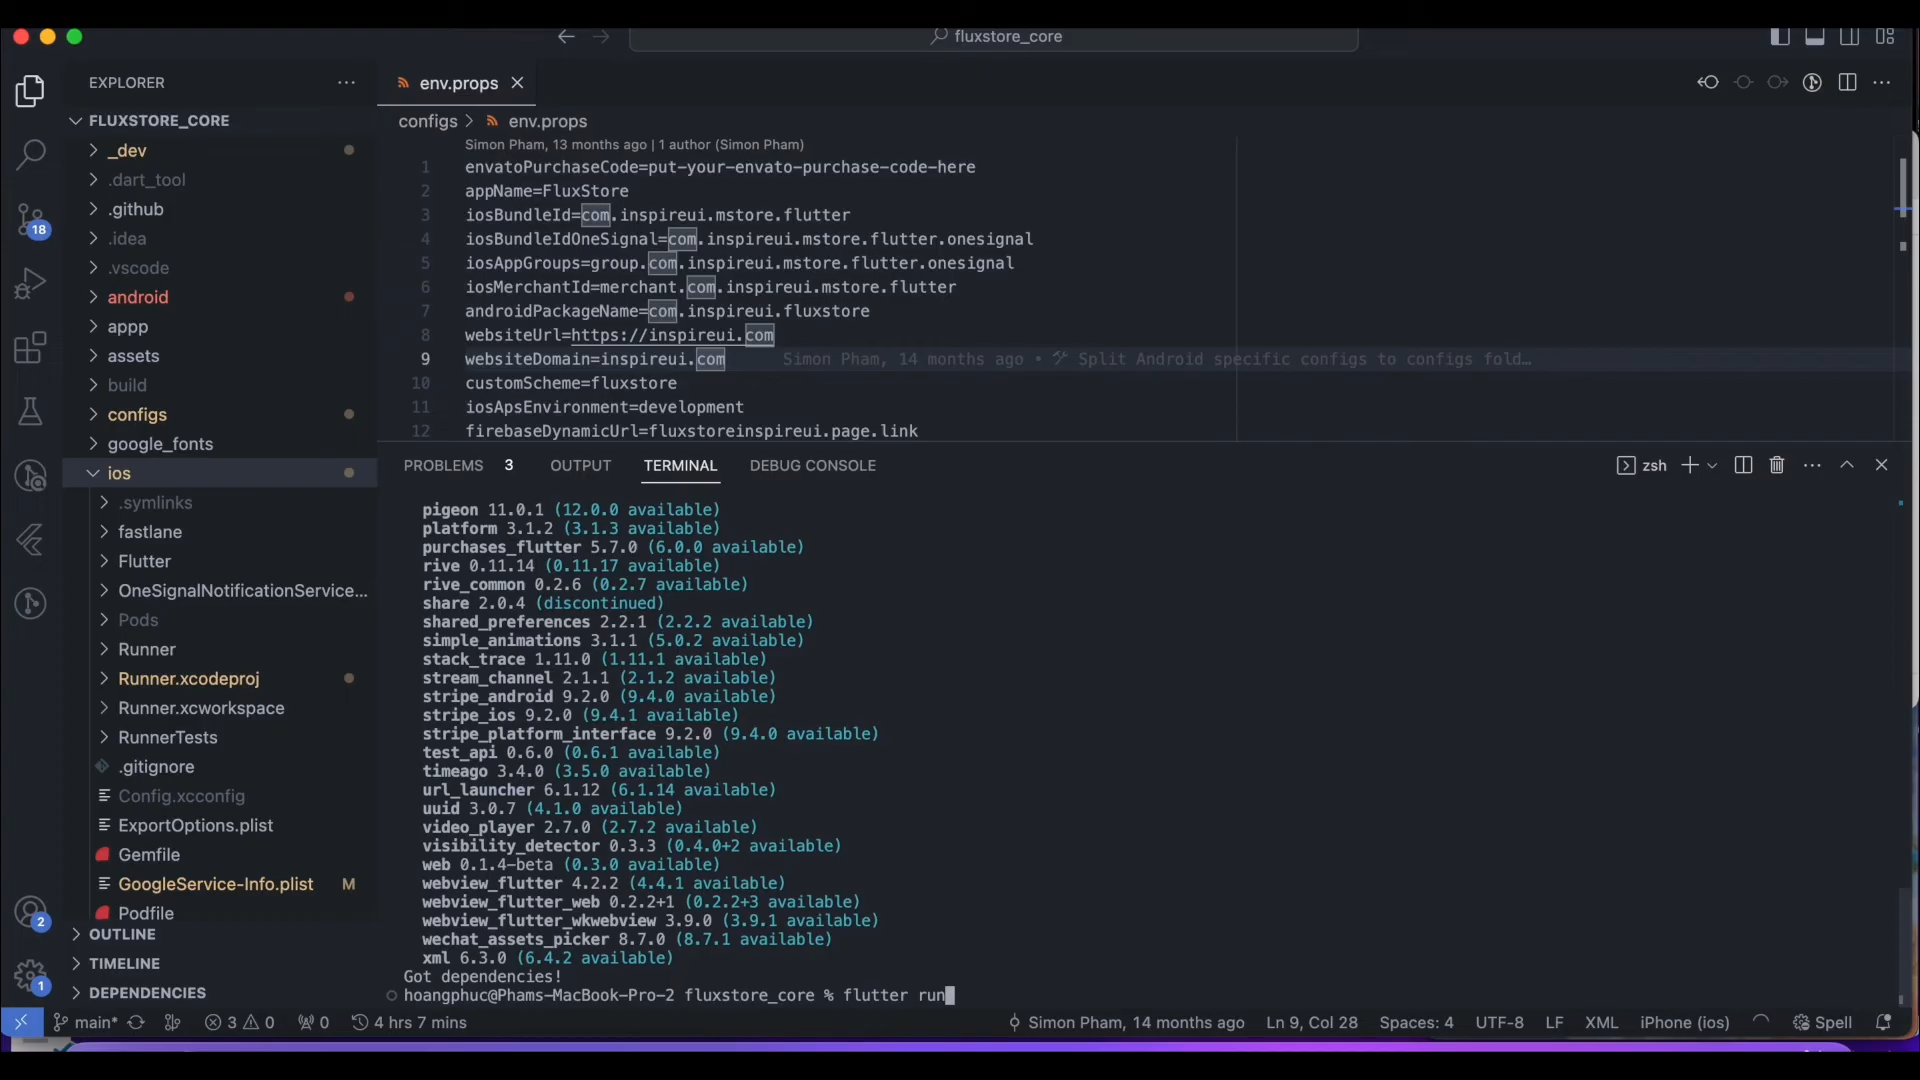 fluxstore_core
EXPLORER
env.props
FLUXSTORE_CORE
_dev
.dart_tool
.github
.idea
.vscode
android
appp
assets
build
configs
google_fonts
ios
.symlinks
fastlane
Flutter
OneSignalNotificationService...
Pods
Runner
Runner.xcodeproj
Runner.xcworkspace
RunnerTests
.gitignore
Config.xcconfig
ExportOptions.plist
Gemfile
GoogleService-Info.plist M
Podfile
OUTLINE
TIMELINE
DEPENDENCIES
18
2
1
configs > env.props
Simon Pham, 13 months ago | 1 author (Simon Pham)
1 envatoPurchaseCode=put-your-envato-purchase-code-here
2 appName=FluxStore
3 iosBundleId=com.inspireui.mstore.flutter
4 iosBundleIdOneSignal=com.inspireui.mstore.flutter.onesignal
5 iosAppGroups=group.com.inspireui.mstore.flutter.onesignal
6 iosMerchantId=merchant.com.inspireui.mstore.flutter
7 androidPackageName=com.inspireui.fluxstore
8 websiteUrl=https://inspireui.com
9 websiteDomain=inspireui.com Simon Pham, 14 months ago • 🛠 Split Android specific configs to configs fold…
10 customScheme=fluxstore
11 iosApsEnvironment=development
12 firebaseDynamicUrl=fluxstoreinspireui.page.link
PROBLEMS 3 OUTPUT TERMINAL DEBUG CONSOLE zsh
pigeon 11.0.1 (12.0.0 available)
platform 3.1.2 (3.1.3 available)
purchases_flutter 5.7.0 (6.0.0 available)
rive 0.11.14 (0.11.17 available)
rive_common 0.2.6 (0.2.7 available)
share 2.0.4 (discontinued)
shared_preferences 2.2.1 (2.2.2 available)
simple_animations 3.1.1 (5.0.2 available)
stack_trace 1.11.0 (1.11.1 available)
stream_channel 2.1.1 (2.1.2 available)
stripe_android 9.2.0 (9.4.0 available)
stripe_ios 9.2.0 (9.4.1 available)
stripe_platform_interface 9.2.0 (9.4.0 available)
test_api 0.6.0 (0.6.1 available)
timeago 3.4.0 (3.5.0 available)
url_launcher 6.1.12 (6.1.14 available)
uuid 3.0.7 (4.1.0 available)
video_player 2.7.0 (2.7.2 available)
visibility_detector 0.3.3 (0.4.0+2 available)
web 0.1.4-beta (0.3.0 available)
webview_flutter 4.2.2 (4.4.1 available)
webview_flutter_web 0.2.2+1 (0.2.2+3 available)
webview_flutter_wkwebview 3.9.0 (3.9.1 available)
wechat_assets_picker 8.7.0 (8.7.1 available)
xml 6.3.0 (6.4.2 available)
Got dependencies!
hoangphuc@Phams-MacBook-Pro-2 fluxstore_core % flutter run
main* 3 0 0 4 hrs 7 mins Simon Pham, 14 months ago Ln 9, Col 28 Spaces: 4 UTF-8 LF XML iPhone (ios) Spell